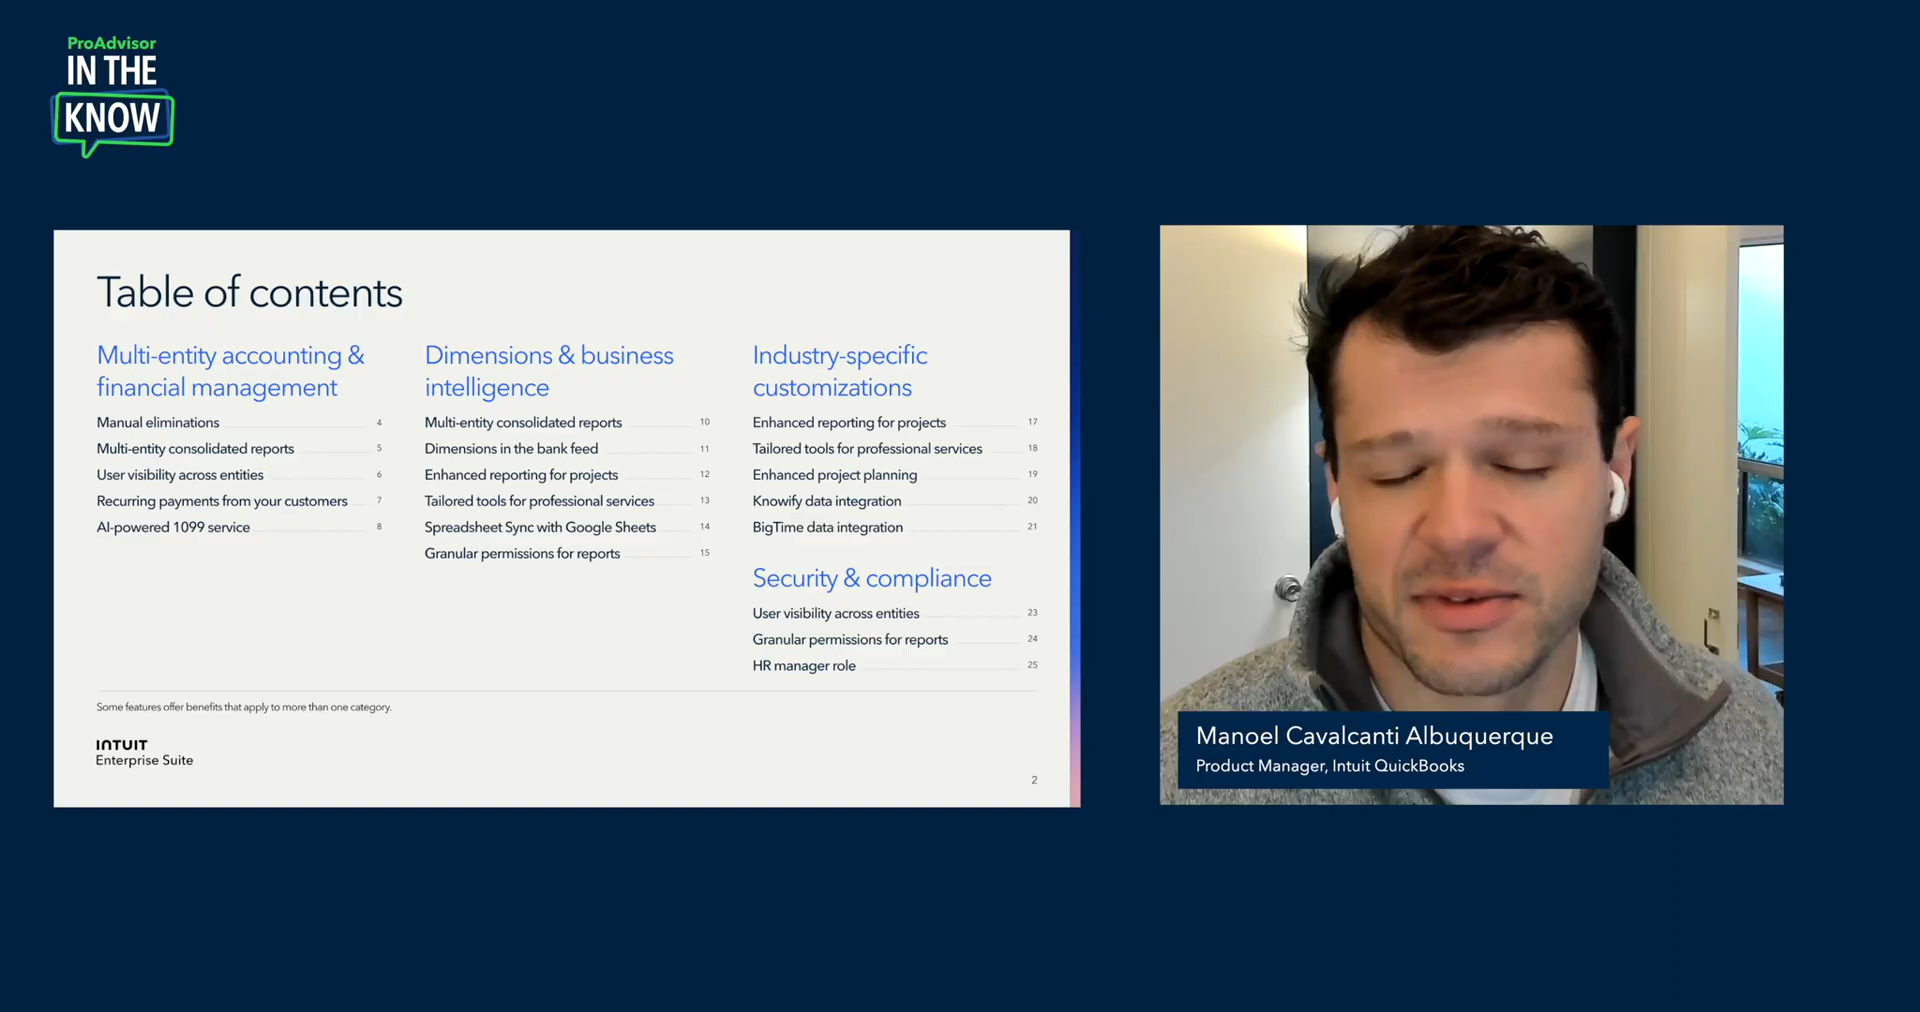 ProAdvisor
IN THE
KNOW
Table of contents
Multi-entity accounting &
financial management
Manual eliminations 4
Multi-entity consolidated reports 5
User visibility across entities 6
Recurring payments from your customers 7
AI-powered 1099 service 8
Dimensions & business
intelligence
Multi-entity consolidated reports 10
Dimensions in the bank feed 11
Enhanced reporting for projects 12
Tailored tools for professional services 13
Spreadsheet Sync with Google Sheets 14
Granular permissions for reports 15
Industry-specific
customizations
Enhanced reporting for projects 17
Tailored tools for professional services 18
Enhanced project planning 19
Knowify data integration 20
BigTime data integration 21
Security & compliance
User visibility across entities 23
Granular permissions for reports 24
HR manager role 25
Some features offer benefits that apply to more than one category.
INTUIT
Enterprise Suite
2
Manoel Cavalcanti Albuquerque
Product Manager, Intuit QuickBooks